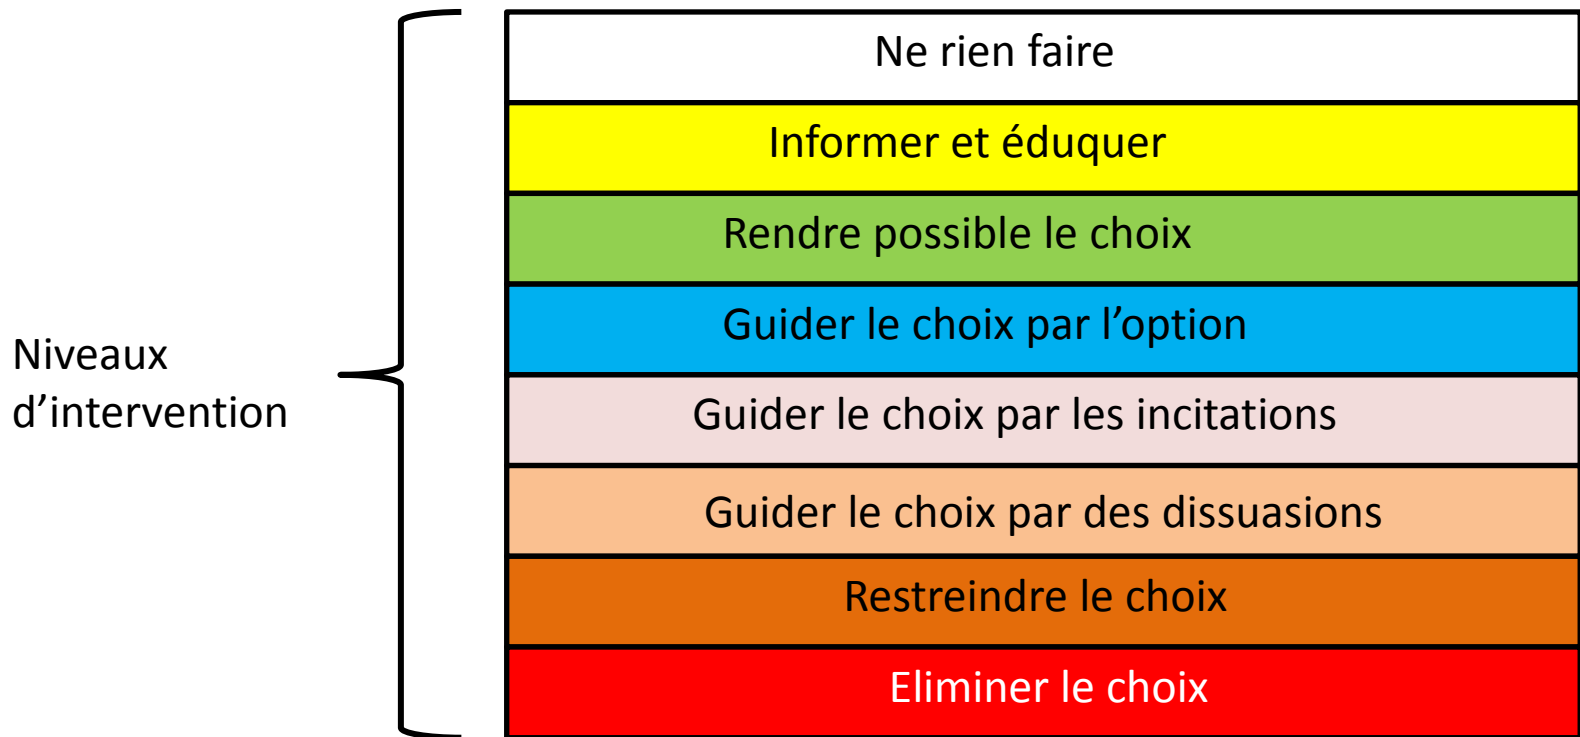 Ne rien faire
Informer et éduquer
Rendre possible le choix
Guider le choix par l’option
Niveaux
d’intervention
Guider le choix par les incitations
Guider le choix par des dissuasions
Restreindre le choix
Eliminer le choix